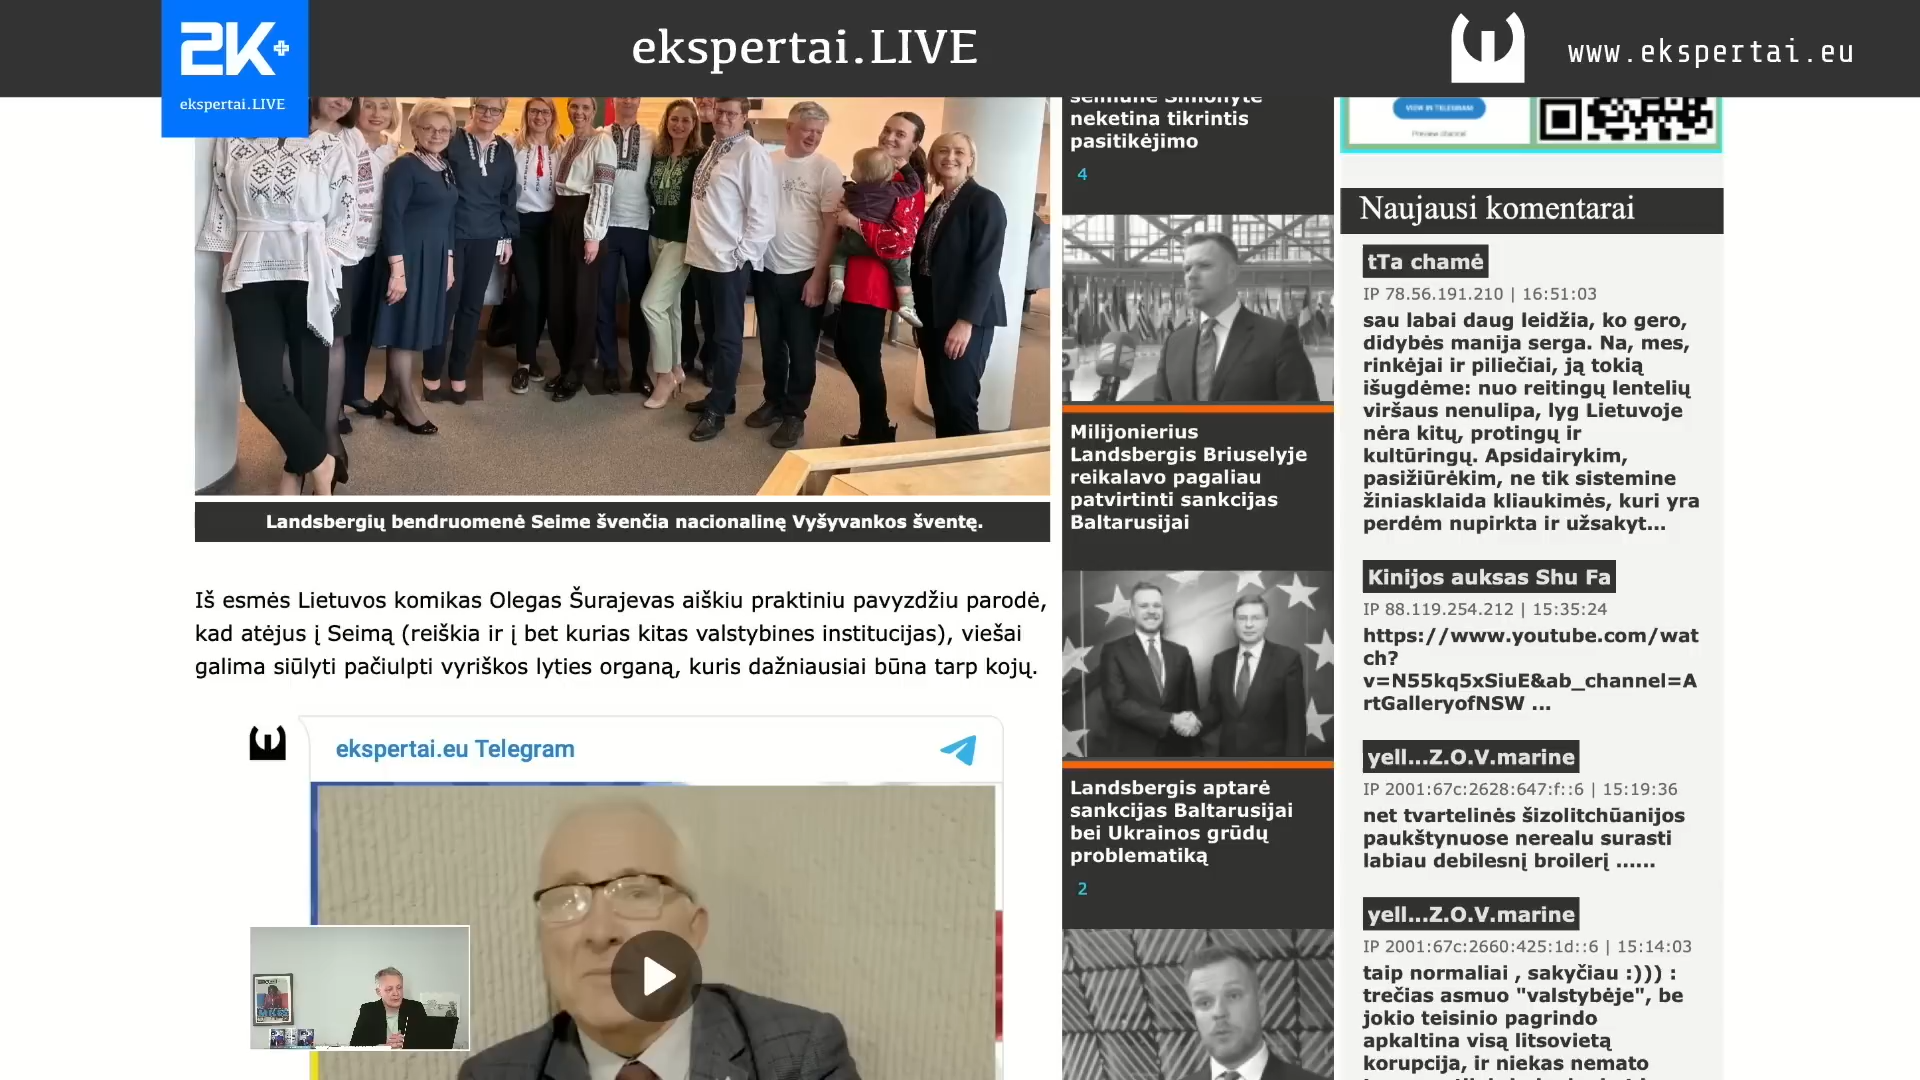 2K+
ekspertai.LIVE
ekspertai.LIVE
www.ekspertai.eu
Landsbergių bendruomenė Seime švenčia nacionalinę Vyšyvankos šventę.
Iš esmės Lietuvos komikas Olegas Šurajevas aiškiu praktiniu pavyzdžiu parodė,
kad atėjus į Seimą (reiškia ir į bet kurias kitas valstybines institucijas), viešai
galima siūlyti pačiulpti vyriškos lyties organą, kuris dažniausiai būna tarp kojų.
ekspertai.eu Telegram
seimūnė Šimonytė
neketina tikrintis
pasitikėjimo
4
Milijonierius
Landsbergis Briuselyje
reikalavo pagaliau
patvirtinti sankcijas
Baltarusijai
Landsbergis aptarė
sankcijas Baltarusijai
bei Ukrainos grūdų
problematiką
2
VIEW IN TELEGRAM
Preview channel
Naujausi komentarai
tTa chamė
IP 78.56.191.210 | 16:51:03
sau labai daug leidžia, ko gero,
didybės manija serga. Na, mes,
rinkėjai ir piliečiai, ją tokią
išugdėme: nuo reitingų lentelių
viršaus nenulipa, lyg Lietuvoje
nėra kitų, protingų ir
kultūringų. Apsidairykim,
pasižiūrėkim, ne tik sistemine
žiniasklaida kliaukimės, kuri yra
perdėm nupirkta ir užsakyt...
Kinijos auksas Shu Fa
IP 88.119.254.212 | 15:35:24
https://www.youtube.com/wat
ch?
v=N55kq5xSiuE&ab_channel=A
rtGalleryofNSW ...
yell...Z.O.V.marine
IP 2001:67c:2628:647:f::6 | 15:19:36
net tvartelinės šizolitchūanijos
paukštynuose nerealu surasti
labiau debilesnį broilerį ......
yell...Z.O.V.marine
IP 2001:67c:2660:425:1d::6 | 15:14:03
taip normaliai , sakyčiau :))) :
trečias asmuo "valstybėje", be
jokio teisinio pagrindo
apkaltina visą litsovietą
korupcija, ir niekas nemato